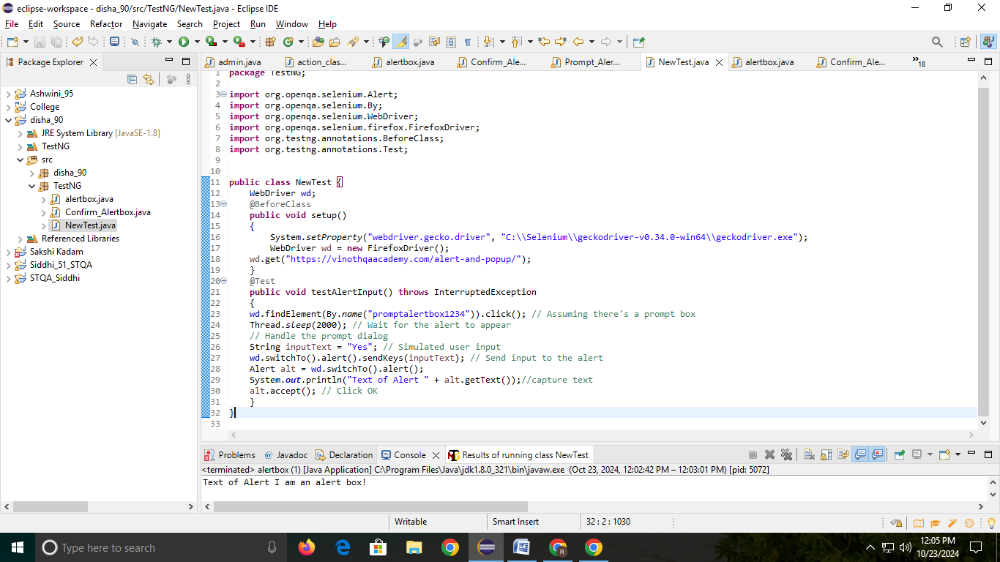 eclipse-workspace - disha_90/src/TestNG/NewTest.java - Eclipse IDE
File Edit Source Refactor Navigate Search Project Run Window Help
Package Explorer
admin.java action_clas... alertbox.java Confirm_Ale... Prompt_Aler... NewTest.java alertbox.java Confirm_Ale... »18
Ashwini_95
College
disha_90
JRE System Library [JavaSE-1.8]
TestNG
src
disha_90
TestNG
alertbox.java
Confirm_Alertbox.java
NewTest.java
Referenced Libraries
Sakshi Kadam
Siddhi_51_STQA
STQA_Siddhi
1 package TestNG;
2
3 import org.openqa.selenium.Alert;
4 import org.openqa.selenium.By;
5 import org.openqa.selenium.WebDriver;
6 import org.openqa.selenium.firefox.FirefoxDriver;
7 import org.testng.annotations.BeforeClass;
8 import org.testng.annotations.Test;
9
10
11 public class NewTest {
12 WebDriver wd;
13 @BeforeClass
14 public void setup()
15 {
16 System.setProperty("webdriver.gecko.driver", "C:\\Selenium\\geckodriver-v0.34.0-win64\\geckodriver.exe");
17 WebDriver wd = new FirefoxDriver();
18 wd.get("https://vinothqaacademy.com/alert-and-popup/");
19 }
20 @Test
21 public void testAlertInput() throws InterruptedException
22 {
23 wd.findElement(By.name("promptalertbox1234")).click(); // Assuming there's a prompt box
24 Thread.sleep(2000); // Wait for the alert to appear
25 // Handle the prompt dialog
26 String inputText = "Yes"; // Simulated user input
27 wd.switchTo().alert().sendKeys(inputText); // Send input to the alert
28 Alert alt = wd.switchTo().alert();
29 System.out.println("Text of Alert " + alt.getText());//capture text
30 alt.accept(); // Click OK
31 }
32 }
33
Problems @ Javadoc Declaration Console Results of running class NewTest
<terminated> alertbox (1) [Java Application] C:\Program Files\Java\jdk1.8.0_321\bin\javaw.exe (Oct 23, 2024, 12:02:42 PM – 12:03:01 PM) [pid: 5072]
Text of Alert I am an alert box!
Writable Smart Insert 32 : 2 : 1030
Type here to search
12:05 PM
10/23/2024